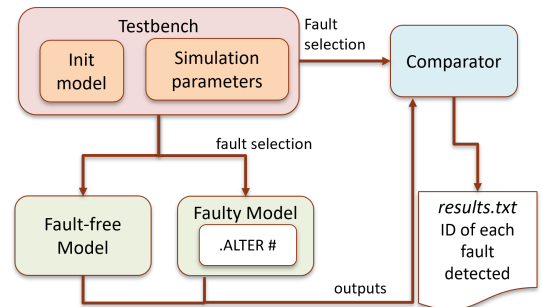 Testbench
Init
model
Simulation
parameters
Fault
selection
Comparator
fault selection
Fault-free
Model
Faulty Model
.ALTER #
outputs
results.txt
ID of each
fault
detected